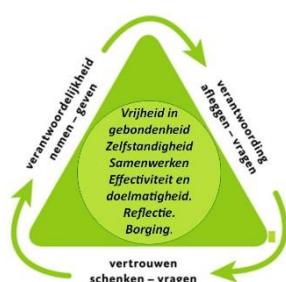 verantwoordelijkheid
nemen – geven
verantwoording
afleggen – vragen
Vrijheid in
gebondenheid
Zelfstandigheid
Samenwerken
Effectiviteit en
doelmatigheid.
Reflectie.
Borging.
vertrouwen
schenken – vragen